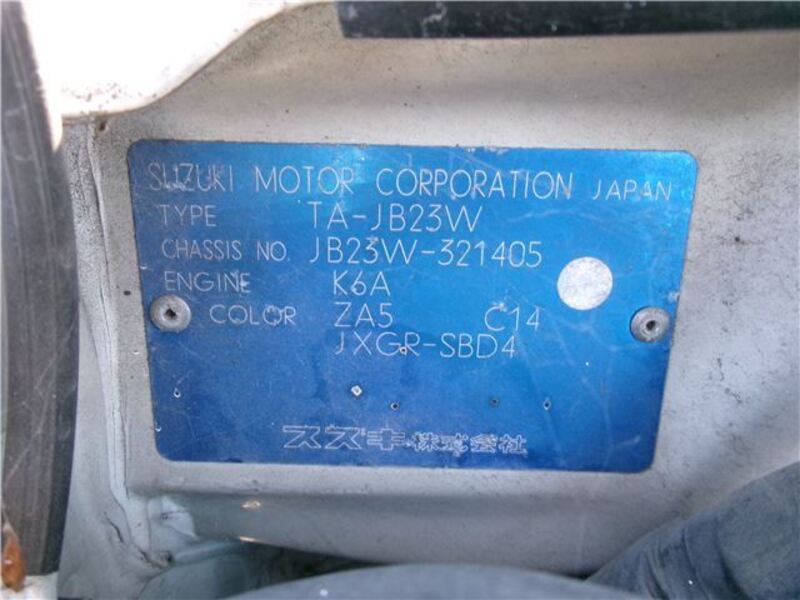 SUZUKI MOTOR CORPORATION JAPAN
TYPE TA-JB23W
CHASSIS NO. JB23W-321405
ENGINE K6A
COLOR ZA5 C14
JXGR-SBD4
スズキ株式会社